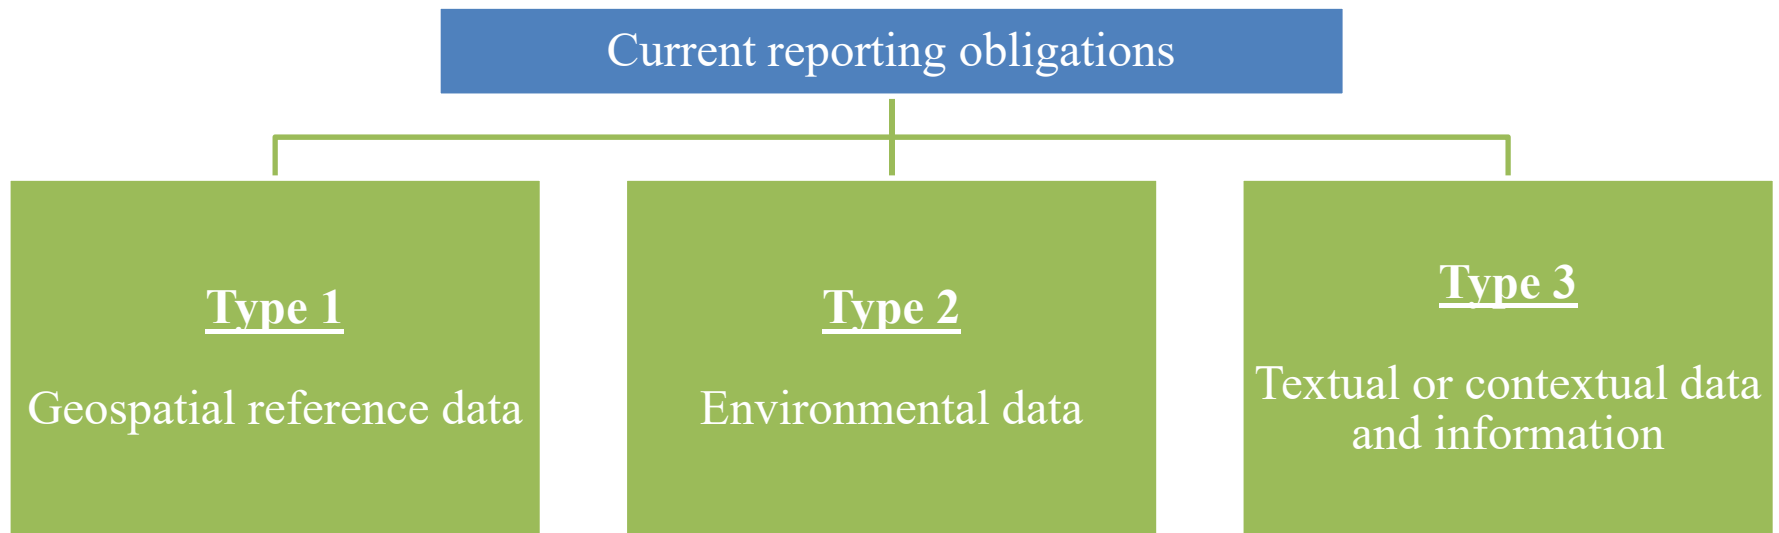 Current reporting obligations
Type 1
Geospatial reference data
Type 2
Environmental data
Type 3
Textual or contextual data
and information